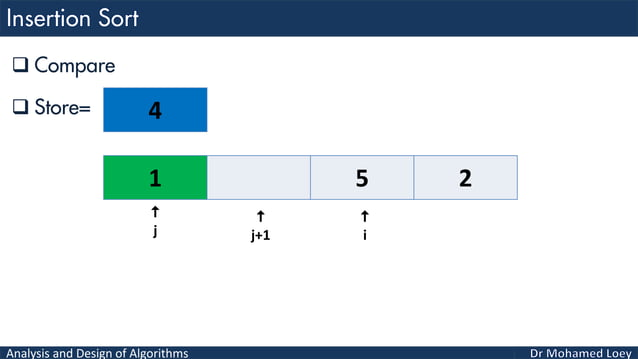 Insertion Sort
❑ Compare
❑ Store=
4
1 5 2
↑ ↑ ↑
j j+1 i
Analysis and Design of Algorithms Dr Mohamed Loey